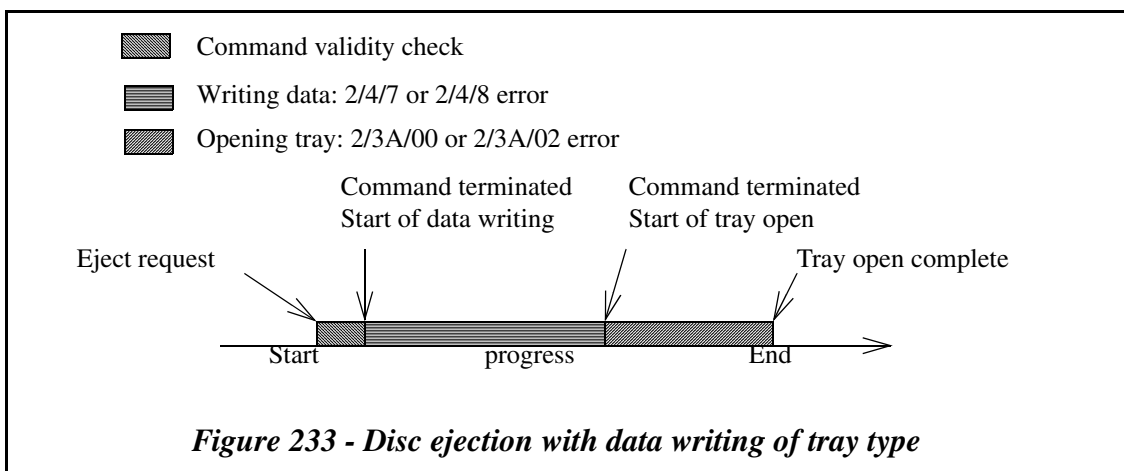 Command validity check
Writing data: 2/4/7 or 2/4/8 error
Opening tray: 2/3A/00 or 2/3A/02 error
Command terminated
Start of data writing
Command terminated
Start of tray open
Eject request
Tray open complete
Start
progress
End
Figure 233 - Disc ejection with data writing of tray type